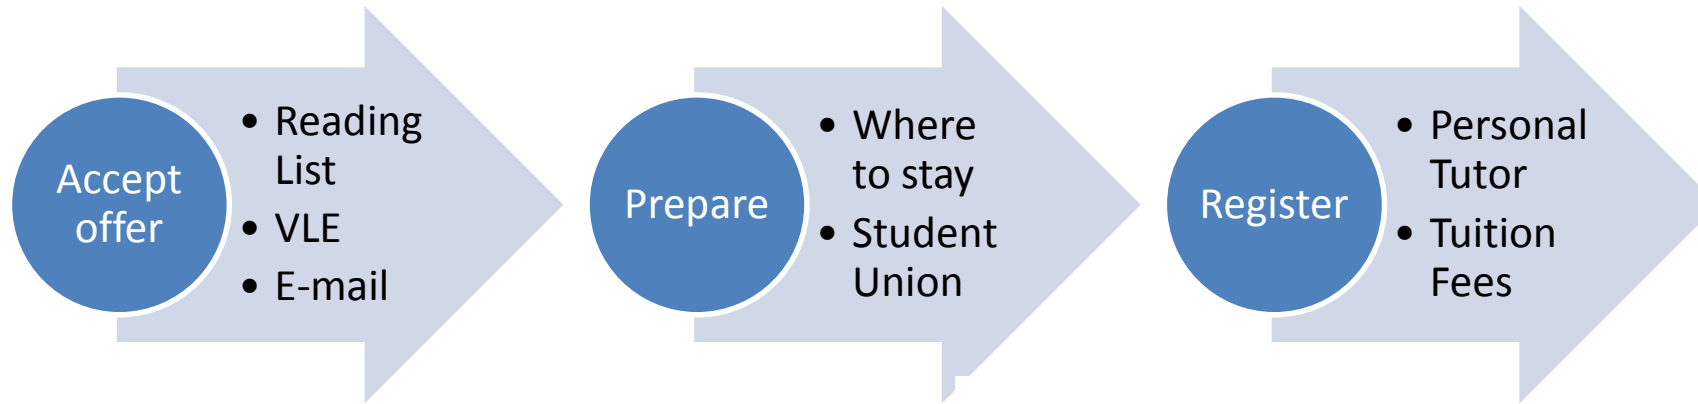 Accept
offer
• Reading
List
• VLE
• E-mail
Prepare
• Where
to stay
• Student
Union
Register
• Personal
Tutor
• Tuition
Fees